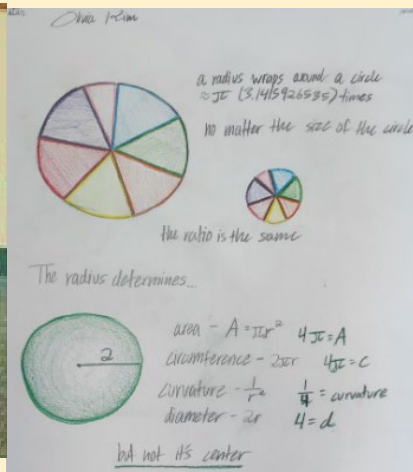 Olivia Kim
a radius wraps around a circle
≈ π (3.1415926535) times
no matter the size of the circle
the ratio is the same
The radius determines...
2
area - A = πr² 4π = A
circumference - 2πr 4π = C
curvature - 1/r² 1/4 = curvature
diameter - 2r 4 = d
but not it's center